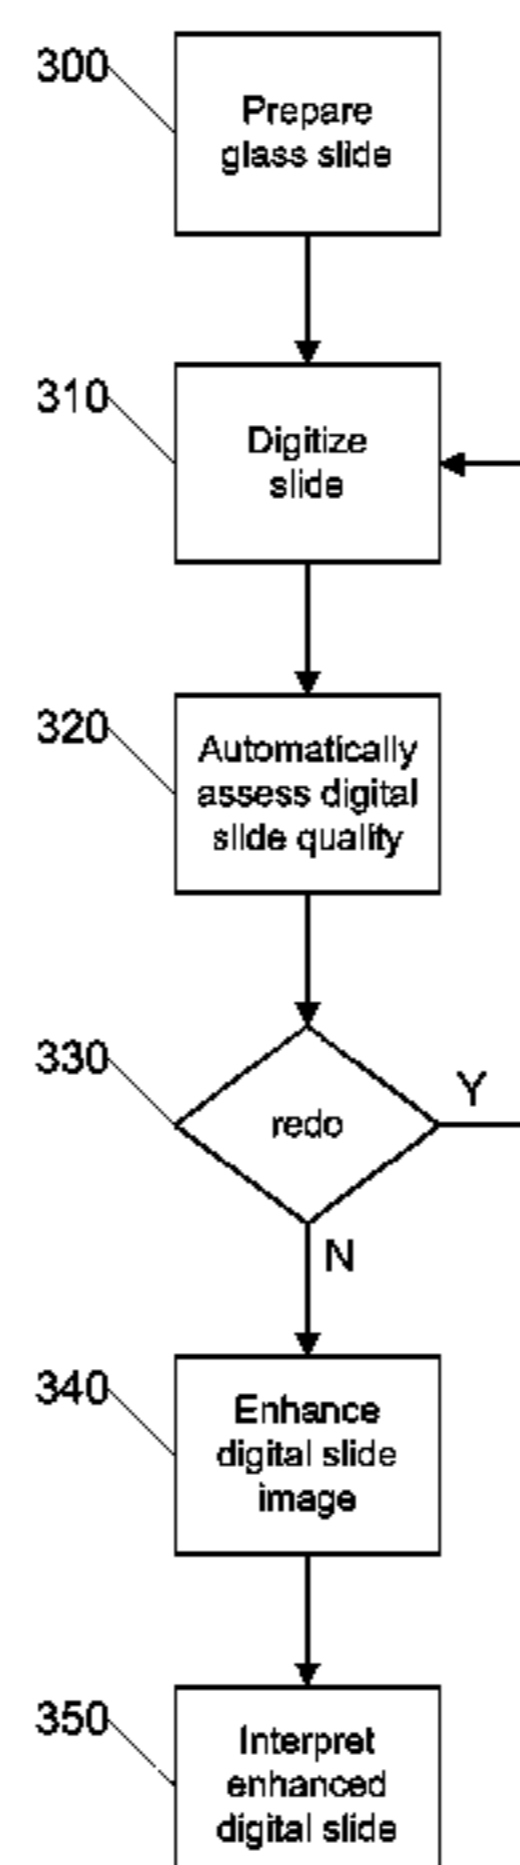 300
Prepare
glass slide
310
Digitize
slide
320
Automatically
assess digital
slide quality
330
redo
Y
N
340
Enhance
digital slide
image
350
Interpret
enhanced
digital slide